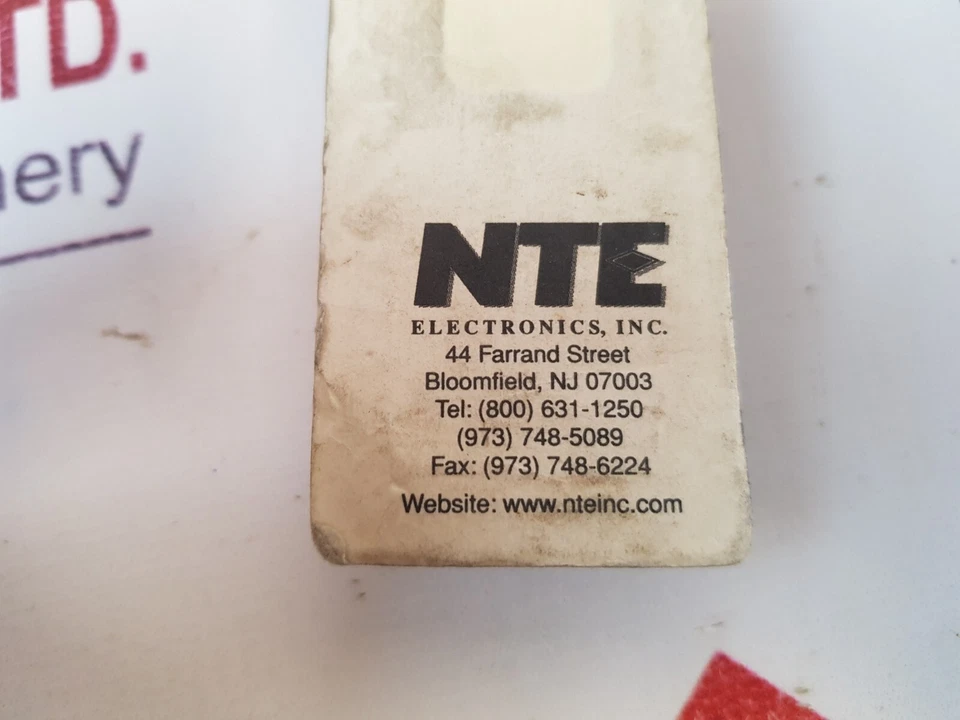 TD.
ery
NTE
ELECTRONICS, INC.
44 Farrand Street
Bloomfield, NJ 07003
Tel: (800) 631-1250
(973) 748-5089
Fax: (973) 748-6224
Website: www.nteinc.com